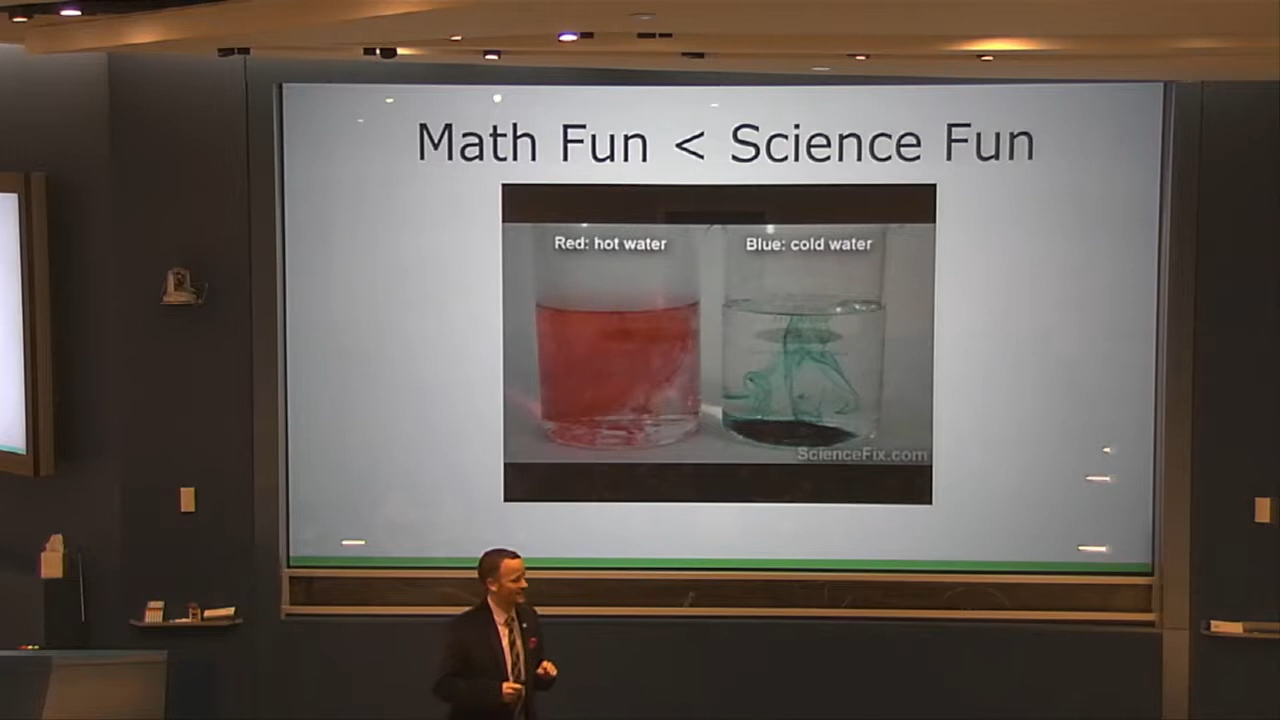 Math Fun < Science Fun
Red: hot water
Blue: cold water
ScienceFix.com